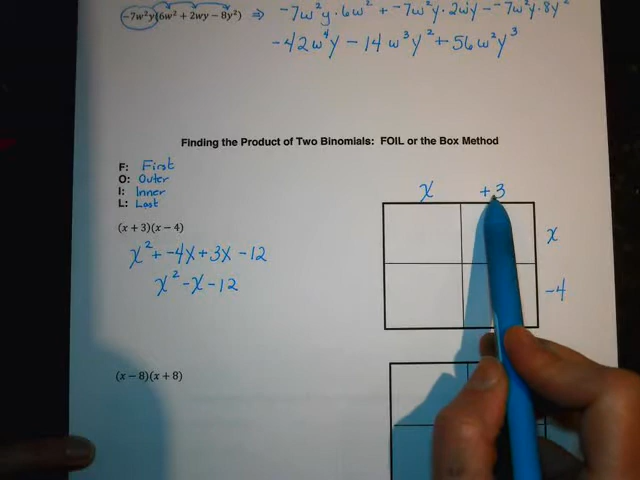 -7w²y(6w² + 2wy - 8y²) ⇒ -7w²y·6w² + -7w²y·2wy - -7w²y·8y²
-42w⁴y - 14w³y² + 56w²y³
Finding the Product of Two Binomials: FOIL or the Box Method
F: First
O: Outer
I: Inner
L: Last
x +3
(x + 3)(x - 4)
x
x² + -4x + 3x - 12
x² - x - 12
-4
(x - 8)(x + 8)